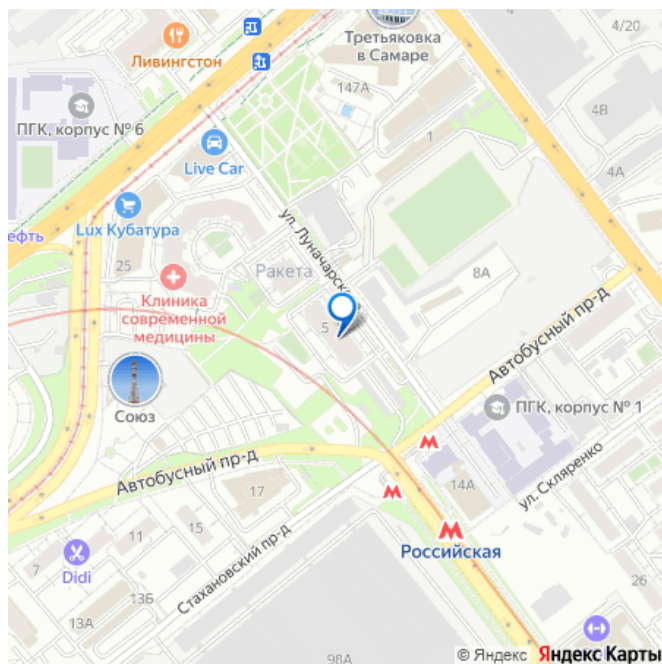 4/20
Ливингстон
Третьяковка
в Самаре
147А
ПГК, корпус № 6
4В
1
Live Car
4А
Lux Кубатура
ул. Луначарск
ефть
25
Ракета
8А
Клиника
современной
медицины
5
Автобусный пр-д
Союз
ПГК, корпус № 1
Автобусный пр-д
ул. Скляренко
17
14А
15
11
Российская
7
Didi
Стахановский пр-д
13Б
26
13А
98А
© Яндекс Яндекс Карты